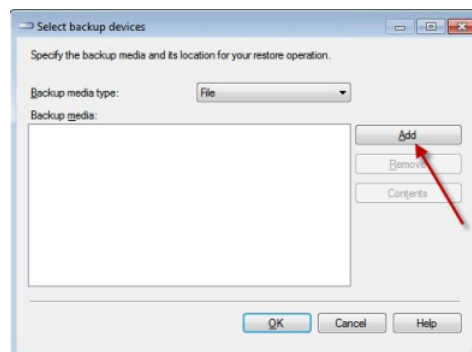 Select backup devices
Specify the backup media and its location for your restore operation.
Backup media type:
File
Backup media:
Add
Remove
Contents
OK
Cancel
Help